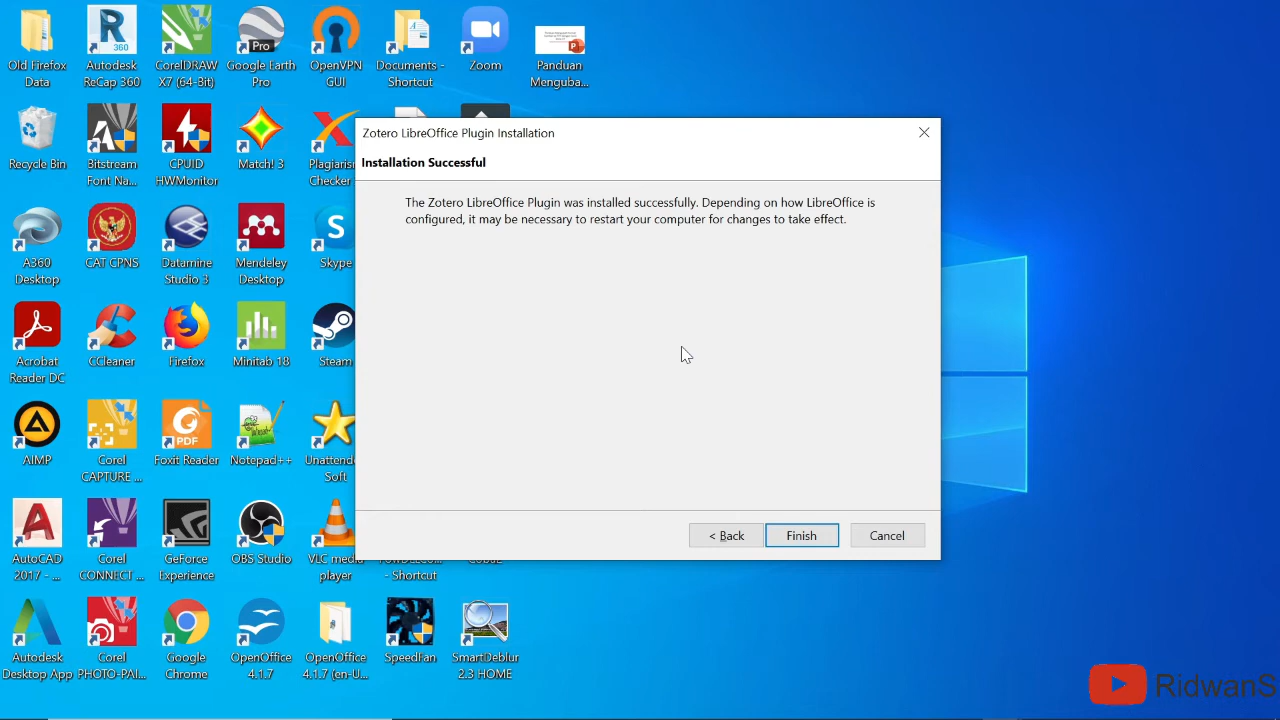 Old Firefox
Data
Autodesk
ReCap 360
R
360
CorelDRAW
X7 (64-Bit)
Pro
Google Earth
Pro
OpenVPN
GUI
Documents -
Shortcut
Zoom
Panduan
Menguba...
Recycle Bin
Bitstream
Font Na...
CPUID
HWMonitor
Match! 3
Checker
Zotero LibreOffice Plugin Installation
Installation Successful
The Zotero LibreOffice Plugin was installed successfully. Depending on how LibreOffice is
configured, it may be necessary to restart your computer for changes to take effect.
< Back
Finish
Cancel
A360
Desktop
CAT CPNS
Datamine
Studio 3
Mendeley
Desktop
S
Skype
Acrobat
Reader DC
CCleaner
Firefox
Minitab 18
Steam
AIMP
Corel
CAPTURE ...
PDF
Foxit Reader
Notepad++
Unattende
Soft
AutoCAD
2017 - ...
Corel
CONNECT ...
GeForce
Experience
OBS Studio
VLC media
player
- Shortcut
Autodesk
Desktop App
Corel
PHOTO-PAI...
Google
Chrome
OpenOffice
4.1.7
OpenOffice
4.1.7 (en-U...
SpeedFan
SmartDeblur
2.3 HOME
RidwanS